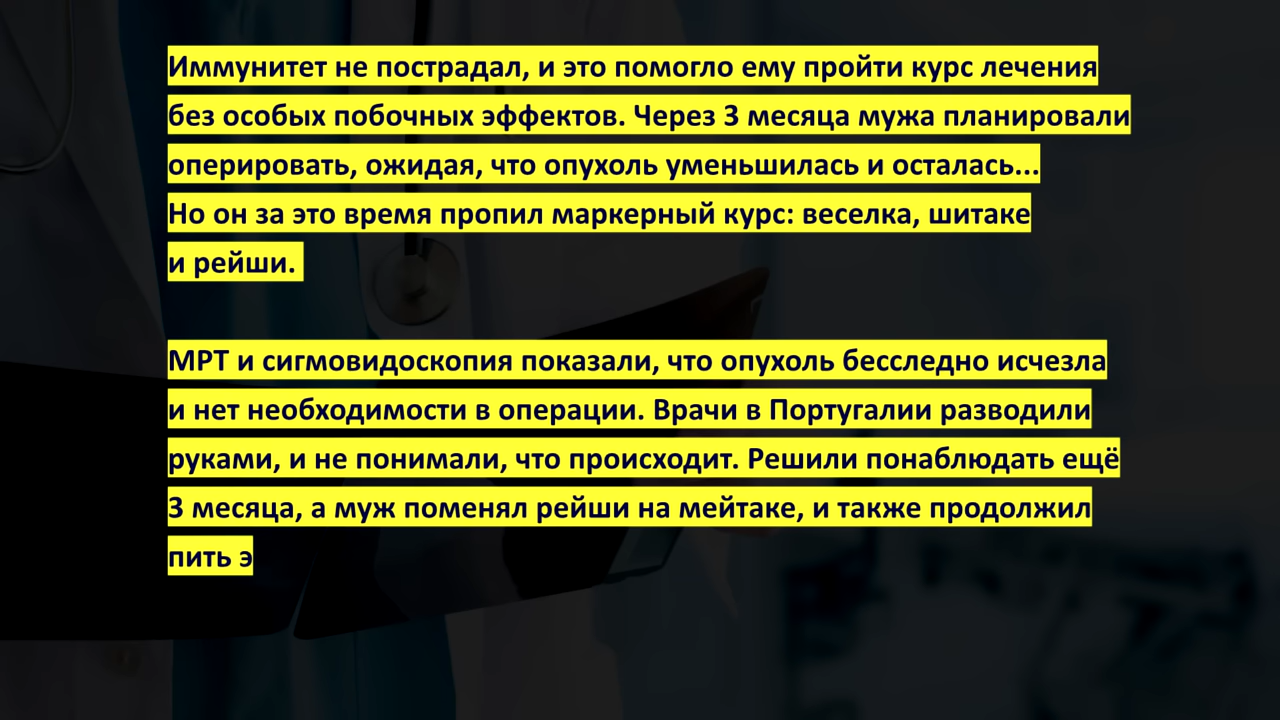 Иммунитет не пострадал, и это помогло ему пройти курс лечения
без особых побочных эффектов. Через 3 месяца мужа планировали
оперировать, ожидая, что опухоль уменьшилась и осталась...
Но он за это время пропил маркерный курс: веселка, шитаке
и рейши.
МРТ и сигмовидоскопия показали, что опухоль бесследно исчезла
и нет необходимости в операции. Врачи в Португалии разводили
руками, и не понимали, что происходит. Решили понаблюдать ещё
3 месяца, а муж поменял рейши на мейтаке, и также продолжил
пить э